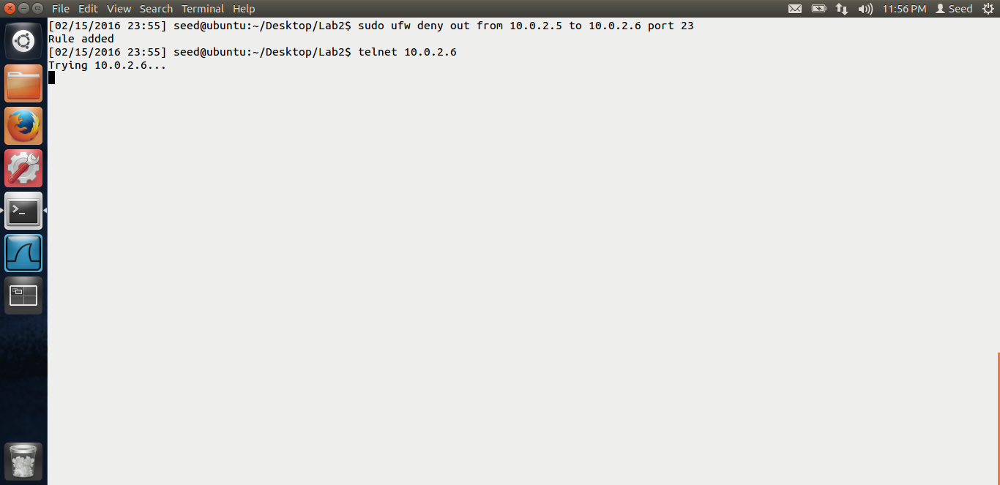 File Edit View Search Terminal Help 11:56 PM Seed
[02/15/2016 23:55] seed@ubuntu:~/Desktop/Lab2$ sudo ufw deny out from 10.0.2.5 to 10.0.2.6 port 23
Rule added
[02/15/2016 23:55] seed@ubuntu:~/Desktop/Lab2$ telnet 10.0.2.6
Trying 10.0.2.6...